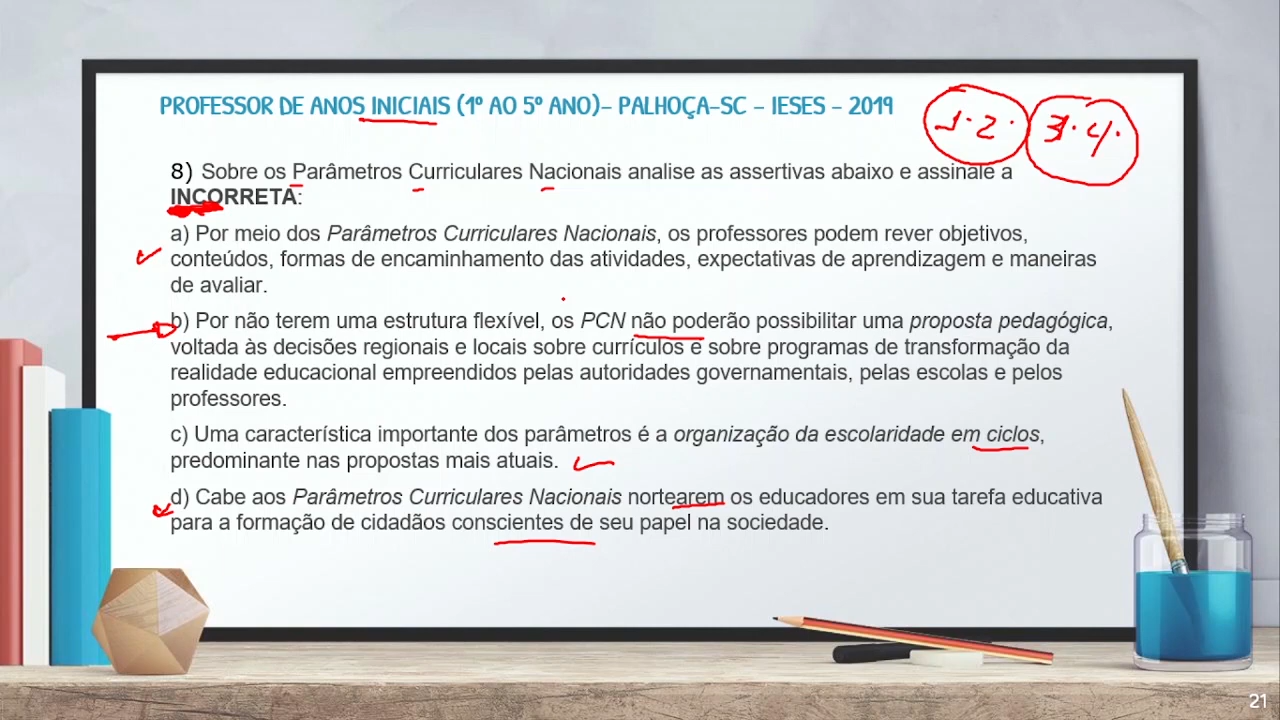 PROFESSOR DE ANOS INICIAIS (1º AO 5º ANO)- PALHOÇA-SC – IESES – 2019
1. 2. 3. 4.
8) Sobre os Parâmetros Curriculares Nacionais analise as assertivas abaixo e assinale a
INCORRETA:
a) Por meio dos Parâmetros Curriculares Nacionais, os professores podem rever objetivos,
conteúdos, formas de encaminhamento das atividades, expectativas de aprendizagem e maneiras
de avaliar.
b) Por não terem uma estrutura flexível, os PCN não poderão possibilitar uma proposta pedagógica,
voltada às decisões regionais e locais sobre currículos e sobre programas de transformação da
realidade educacional empreendidos pelas autoridades governamentais, pelas escolas e pelos
professores.
c) Uma característica importante dos parâmetros é a organização da escolaridade em ciclos,
predominante nas propostas mais atuais.
d) Cabe aos Parâmetros Curriculares Nacionais nortearem os educadores em sua tarefa educativa
para a formação de cidadãos conscientes de seu papel na sociedade.
21